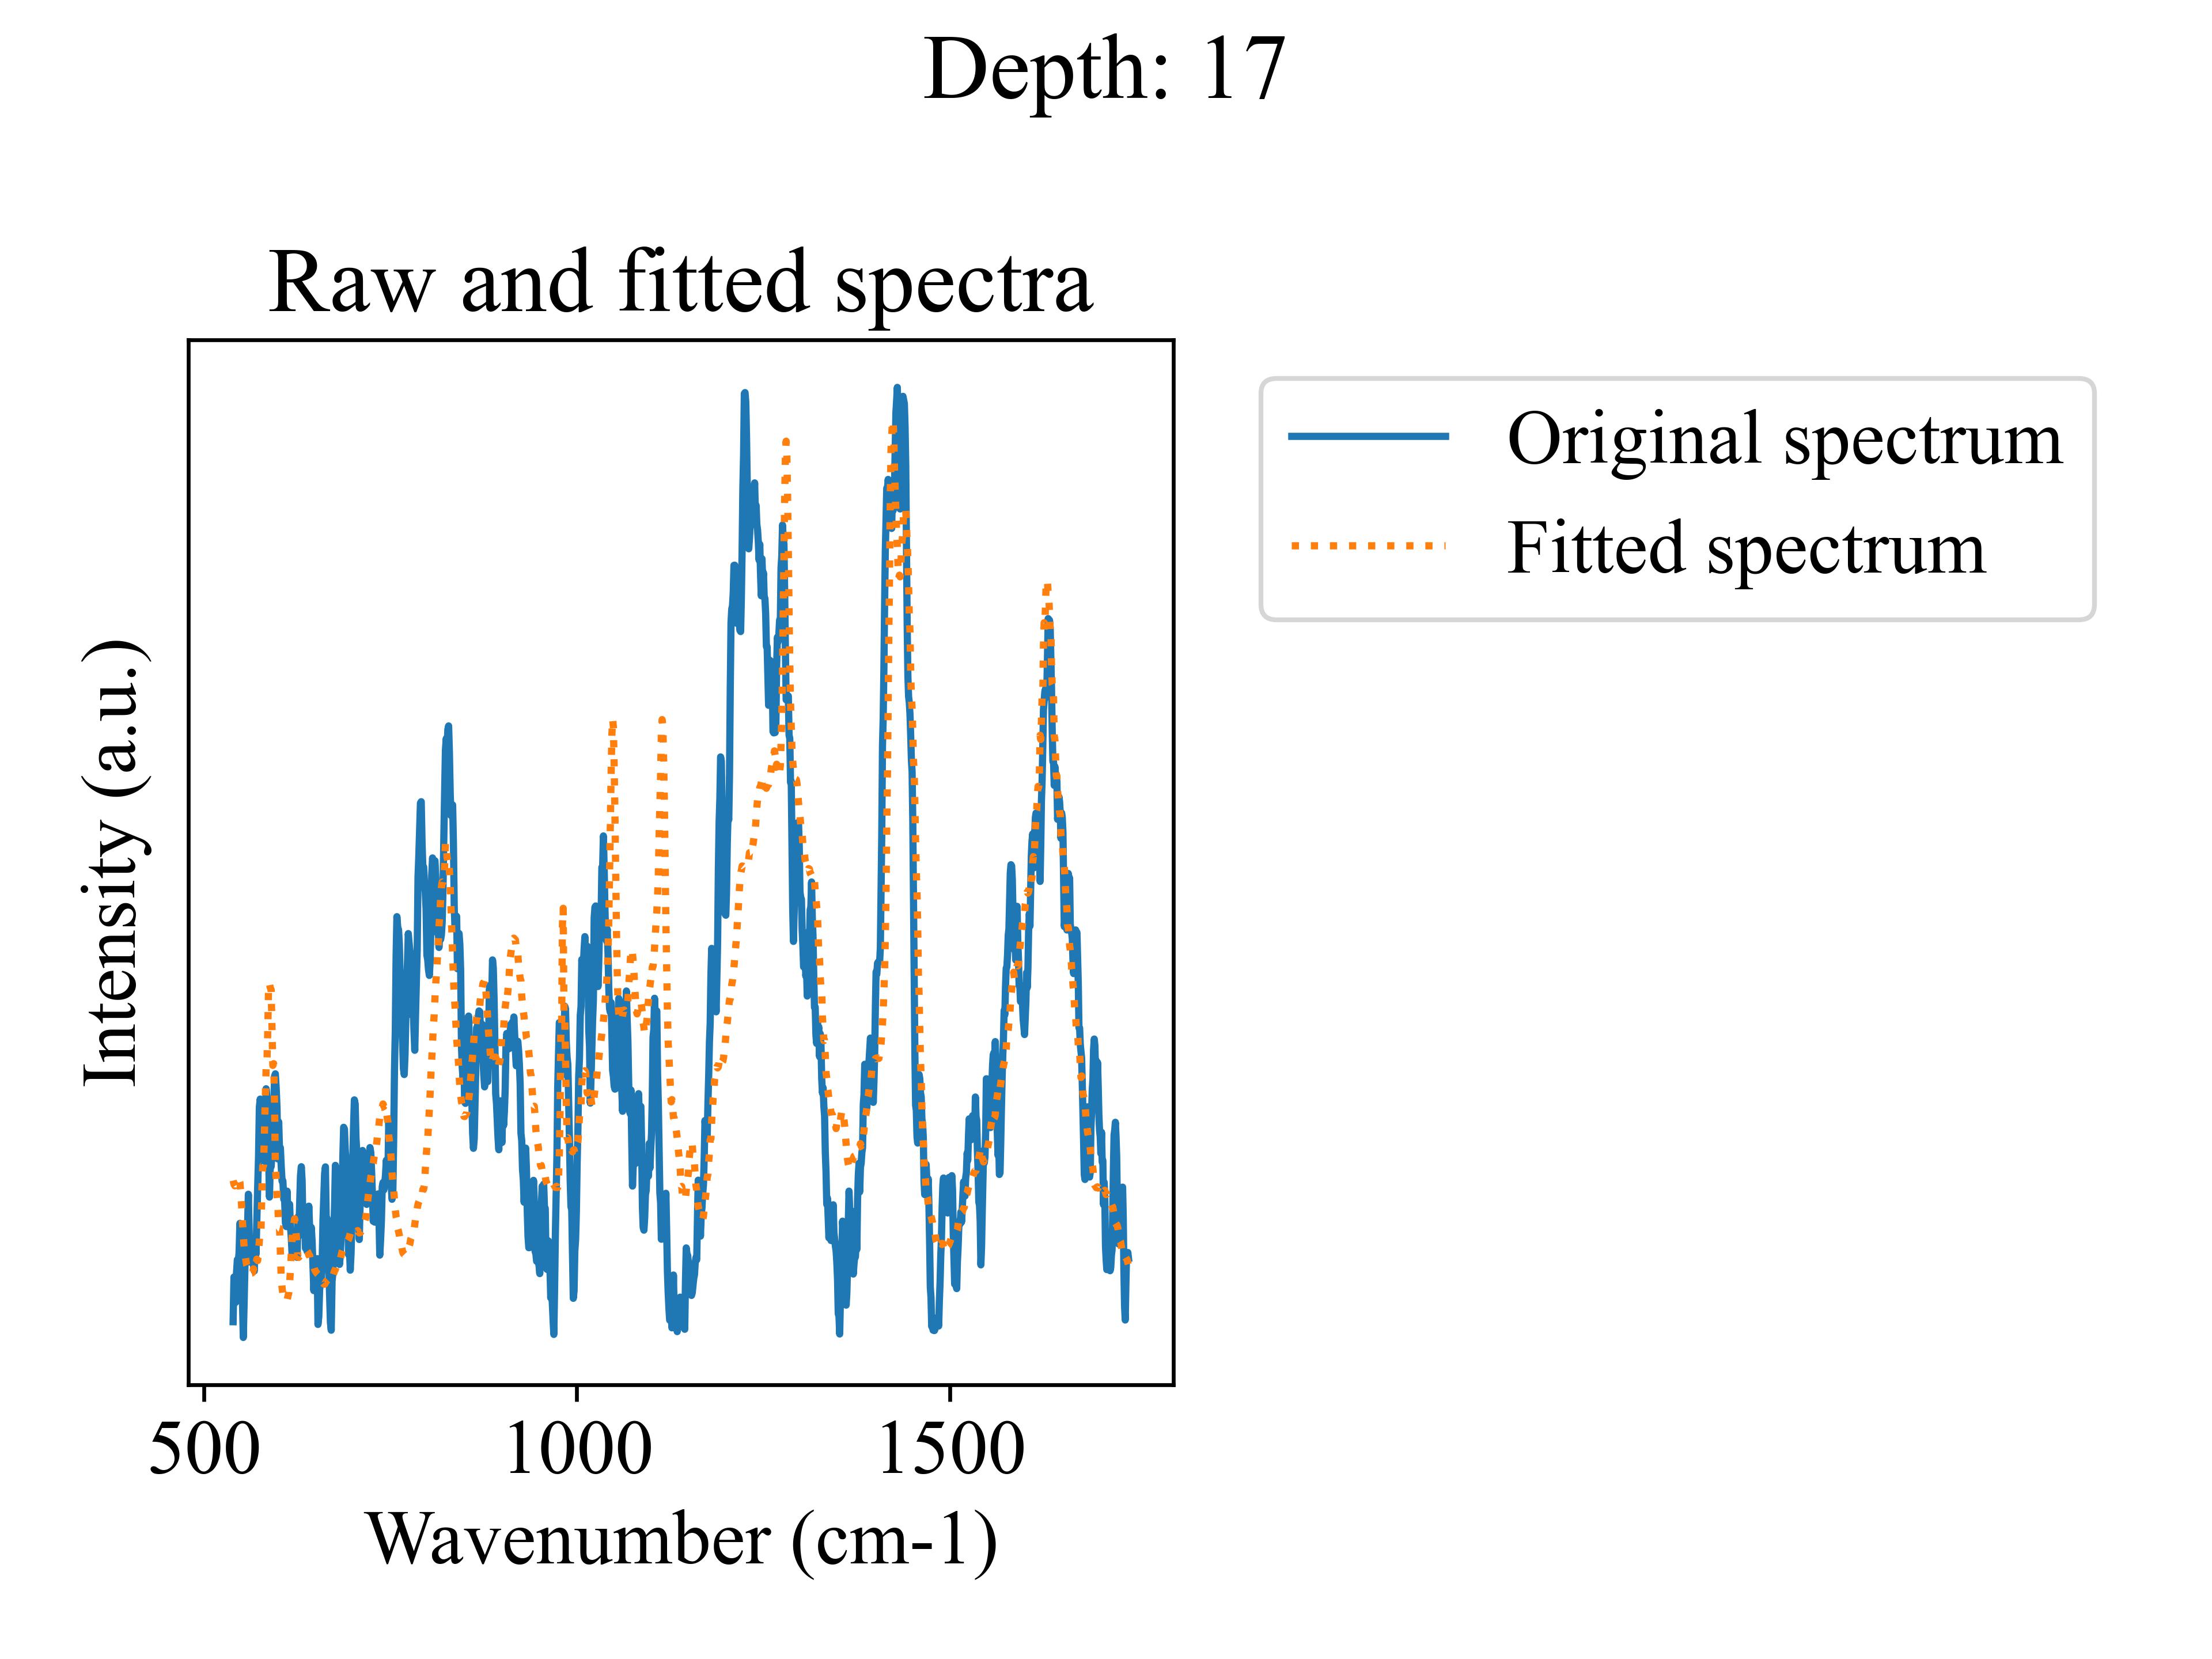 Depth: 17
Raw and fitted spectra
Original spectrum
Fitted spectrum
Intensity (a.u.)
500 1000 1500
Wavenumber (cm-1)